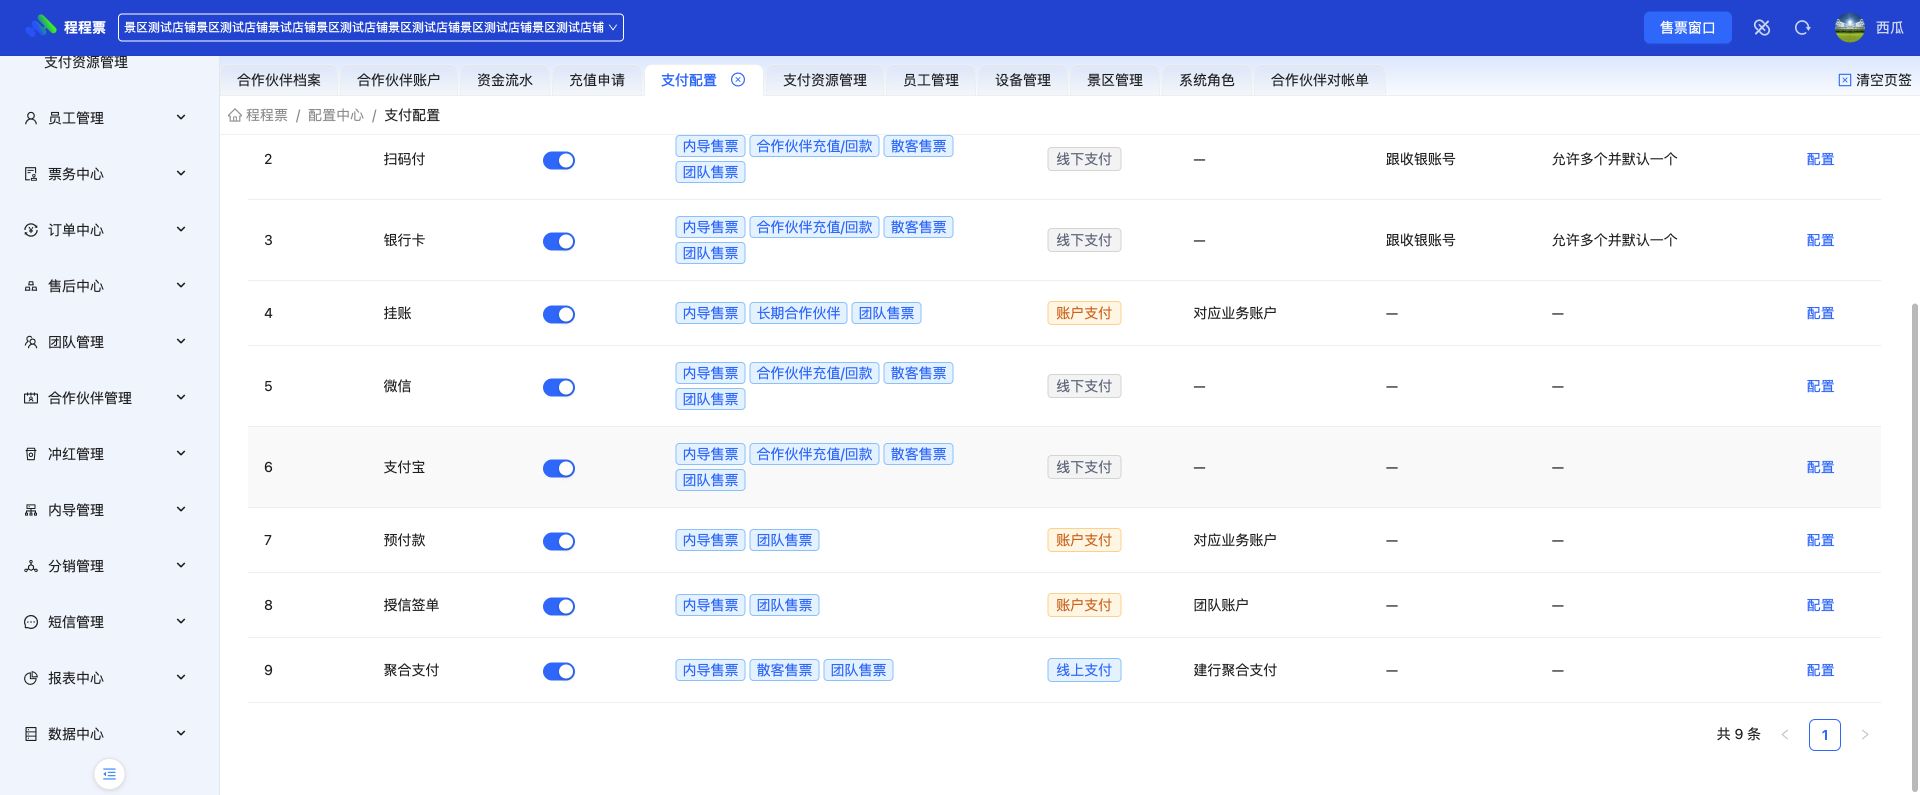 程程票 景区测试店铺景区测试店铺景试店铺景区测试店铺景区测试店铺景区测试店铺景区测试店铺 售票窗口 西瓜
支付资源管理
员工管理
票务中心
订单中心
售后中心
团队管理
合作伙伴管理
冲红管理
内导管理
分销管理
短信管理
报表中心
数据中心
合作伙伴档案 合作伙伴账户 资金流水 充值申请 支付配置 支付资源管理 员工管理 设备管理 景区管理 系统角色 合作伙伴对帐单 清空页签
程程票 / 配置中心 / 支付配置
2 扫码付 内导售票 合作伙伴充值/回款 散客售票 团队售票 线下支付 — 跟收银账号 允许多个并默认一个 配置
3 银行卡 内导售票 合作伙伴充值/回款 散客售票 团队售票 线下支付 — 跟收银账号 允许多个并默认一个 配置
4 挂账 内导售票 长期合作伙伴 团队售票 账户支付 对应业务账户 — — 配置
5 微信 内导售票 合作伙伴充值/回款 散客售票 团队售票 线下支付 — — — 配置
6 支付宝 内导售票 合作伙伴充值/回款 散客售票 团队售票 线下支付 — — — 配置
7 预付款 内导售票 团队售票 账户支付 对应业务账户 — — 配置
8 授信签单 内导售票 团队售票 账户支付 团队账户 — — 配置
9 聚合支付 内导售票 散客售票 团队售票 线上支付 建行聚合支付 — — 配置
共 9 条 < 1 >